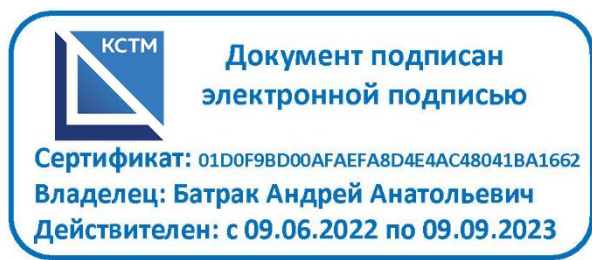 КСТМ
Документ подписан
электронной подписью
Сертификат: 01D0F9BD00AFAEFA8D4E4AC48041BA1662
Владелец: Батрак Андрей Анатольевич
Действителен: с 09.06.2022 по 09.09.2023